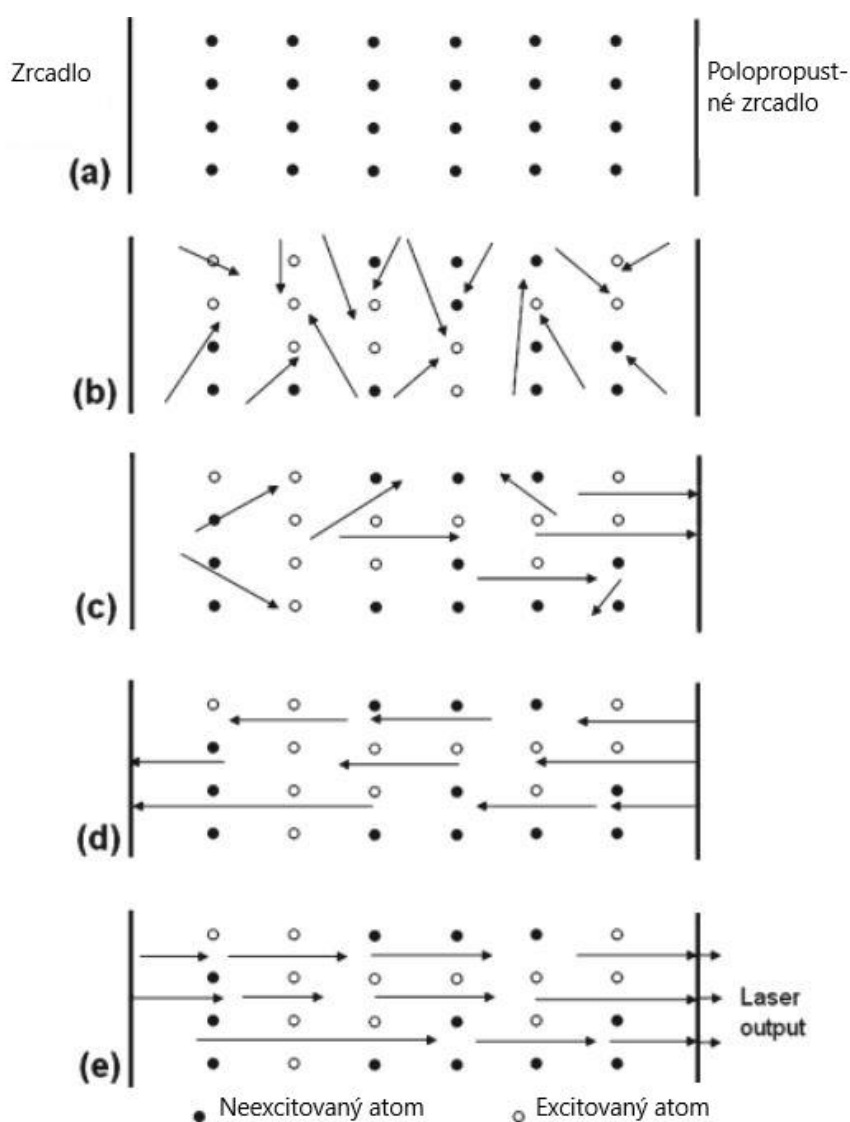 Zrcadlo
Polopropust-
né zrcadlo
(a)
(b)
(c)
(d)
(e)
Laser
output
Neexcitovaný atom
Excitovaný atom